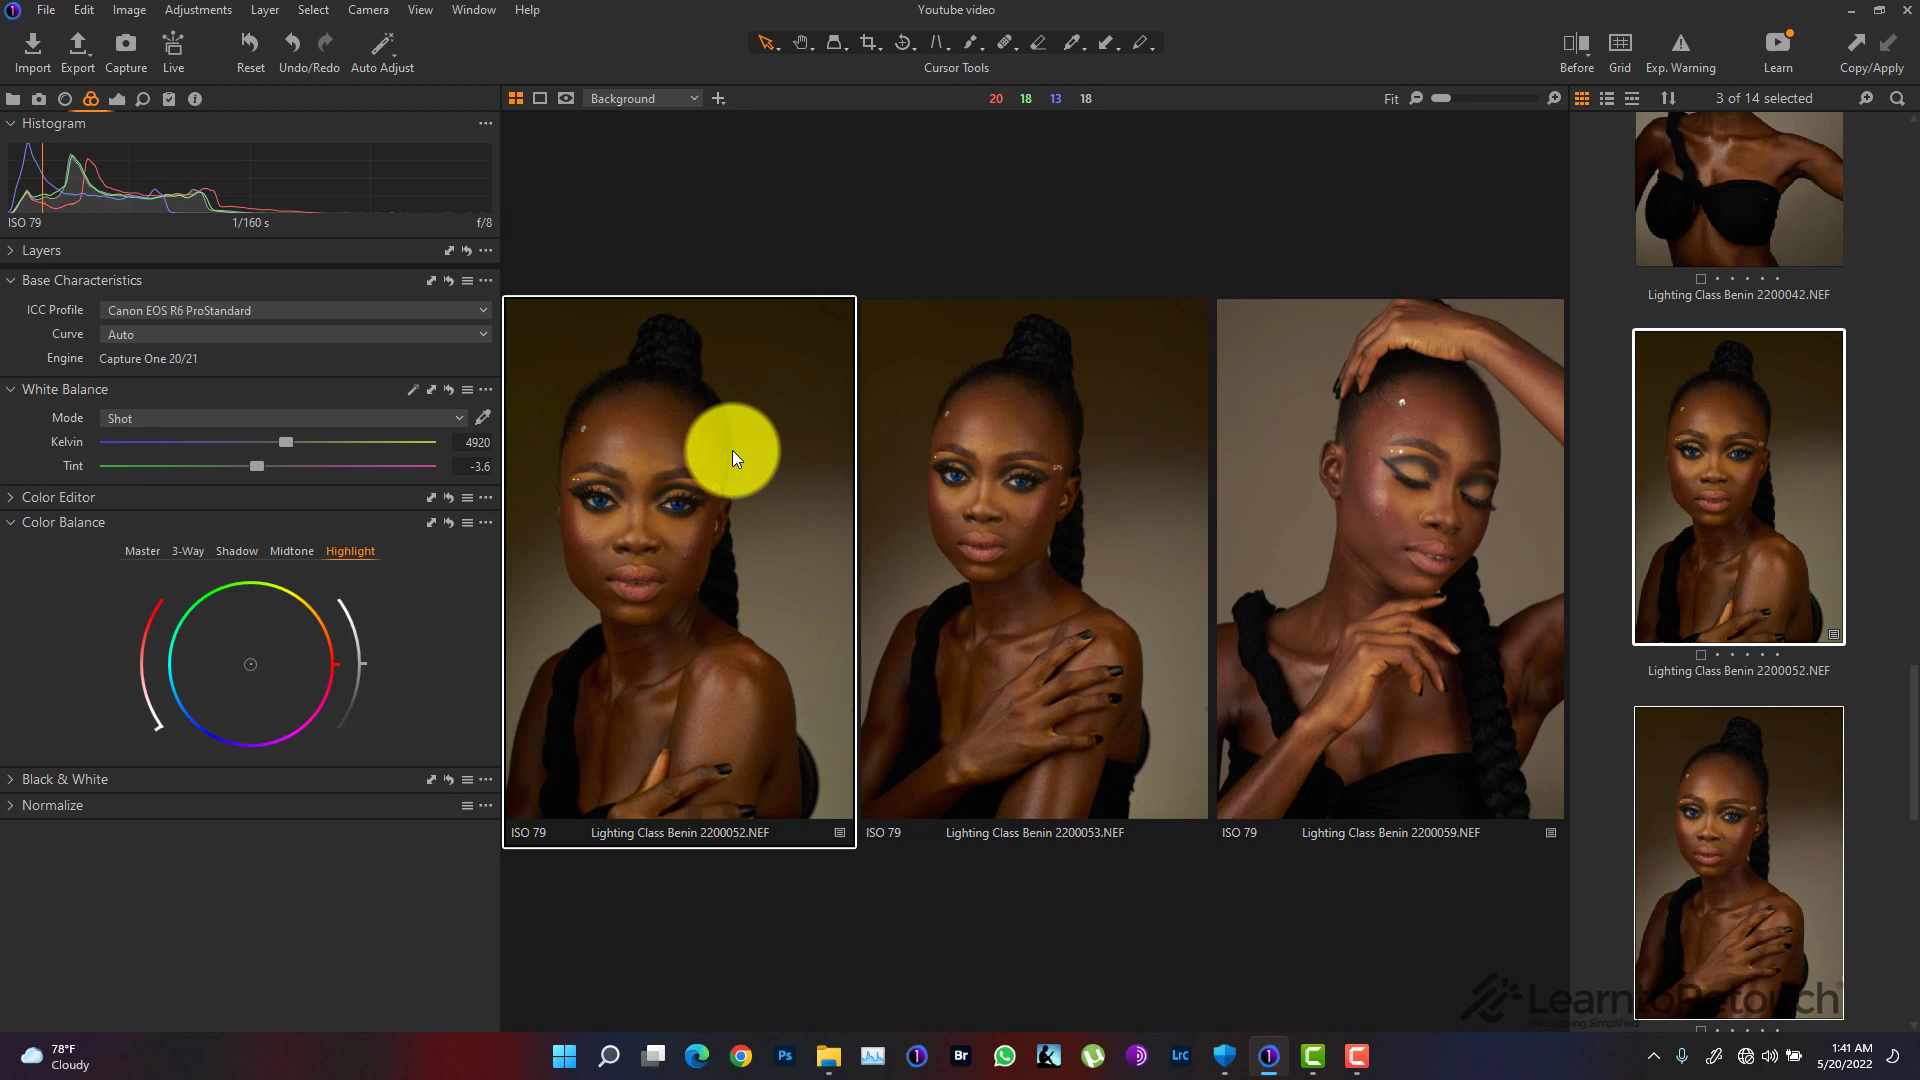 File Edit Image Adjustments Layer Select Camera View Window Help
Youtube video
Import Export Capture Live Reset Undo/Redo Auto Adjust
Cursor Tools
Before Grid Exp. Warning Learn Copy/Apply
Background
20 18 13 18
Fit
3 of 14 selected
Histogram
ISO 79 1/160 s f/8
Layers
Base Characteristics
ICC Profile Canon EOS R6 ProStandard
Curve Auto
Engine Capture One 20/21
White Balance
Mode Shot
Kelvin 4920
Tint -3.6
Color Editor
Color Balance
Master 3-Way Shadow Midtone Highlight
Black & White
Normalize
ISO 79 Lighting Class Benin 2200052.NEF
ISO 79 Lighting Class Benin 2200053.NEF
ISO 79 Lighting Class Benin 2200059.NEF
Lighting Class Benin 2200042.NEF
Lighting Class Benin 2200052.NEF
LearntoRetouch
Retouching Simplified
78°F
Cloudy
Ps
Br
LrC
1:41 AM
5/20/2022